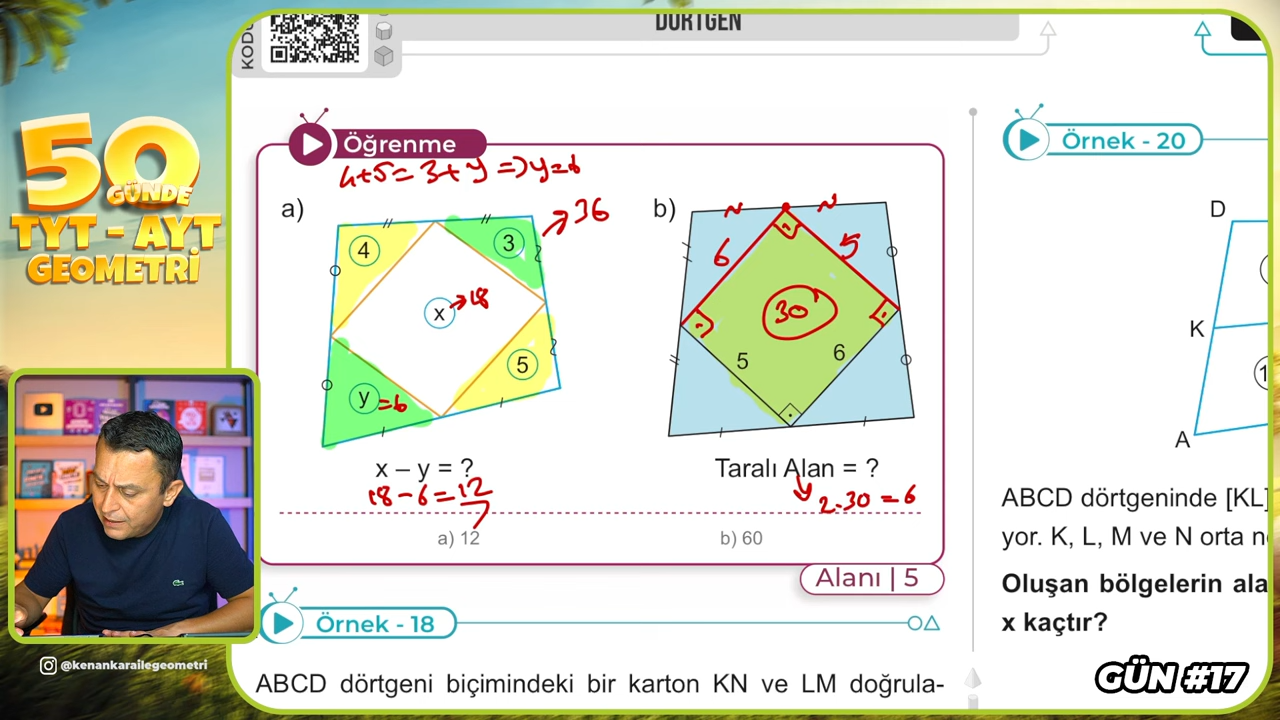 KODU
DÖRTGEN
50
GÜNDE
TYT - AYT
GEOMETRİ
Öğrenme
4+5=3+y=>y=6
a)
4
3
→36
x→18
5
y=6
x – y = ?
18-6=12
a) 12
b)
6
5
30
5
6
Taralı Alan = ?
2.30=6
b) 60
Alanı | 5
Örnek - 18
ABCD dörtgeni biçimindeki bir karton KN ve LM doğrula-
Örnek - 20
D
K
A
ABCD dörtgeninde [KL]
yor. K, L, M ve N orta n
Oluşan bölgelerin ala
x kaçtır?
@kenankarailegeometri
GÜN #17